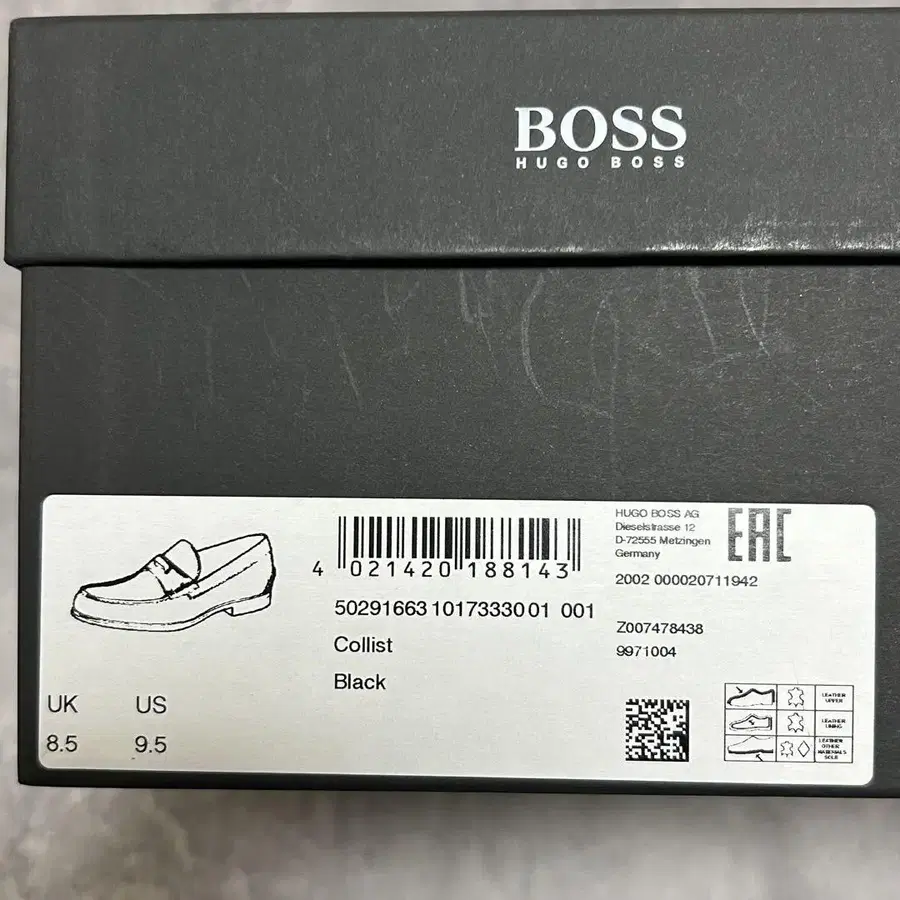 BOSS
HUGO BOSS
4 021420 188143
50291663 10173330 01 001
Collist
Black
UK US
8.5 9.5
HUGO BOSS AG
Dieselstrasse 12
D-72555 Metzingen
Germany
EAC
2002 000020711942
Z007478438
9971004
LEATHER
UPPER
LEATHER
LINING
LEATHER
OTHER
MATERIALS
SOLE